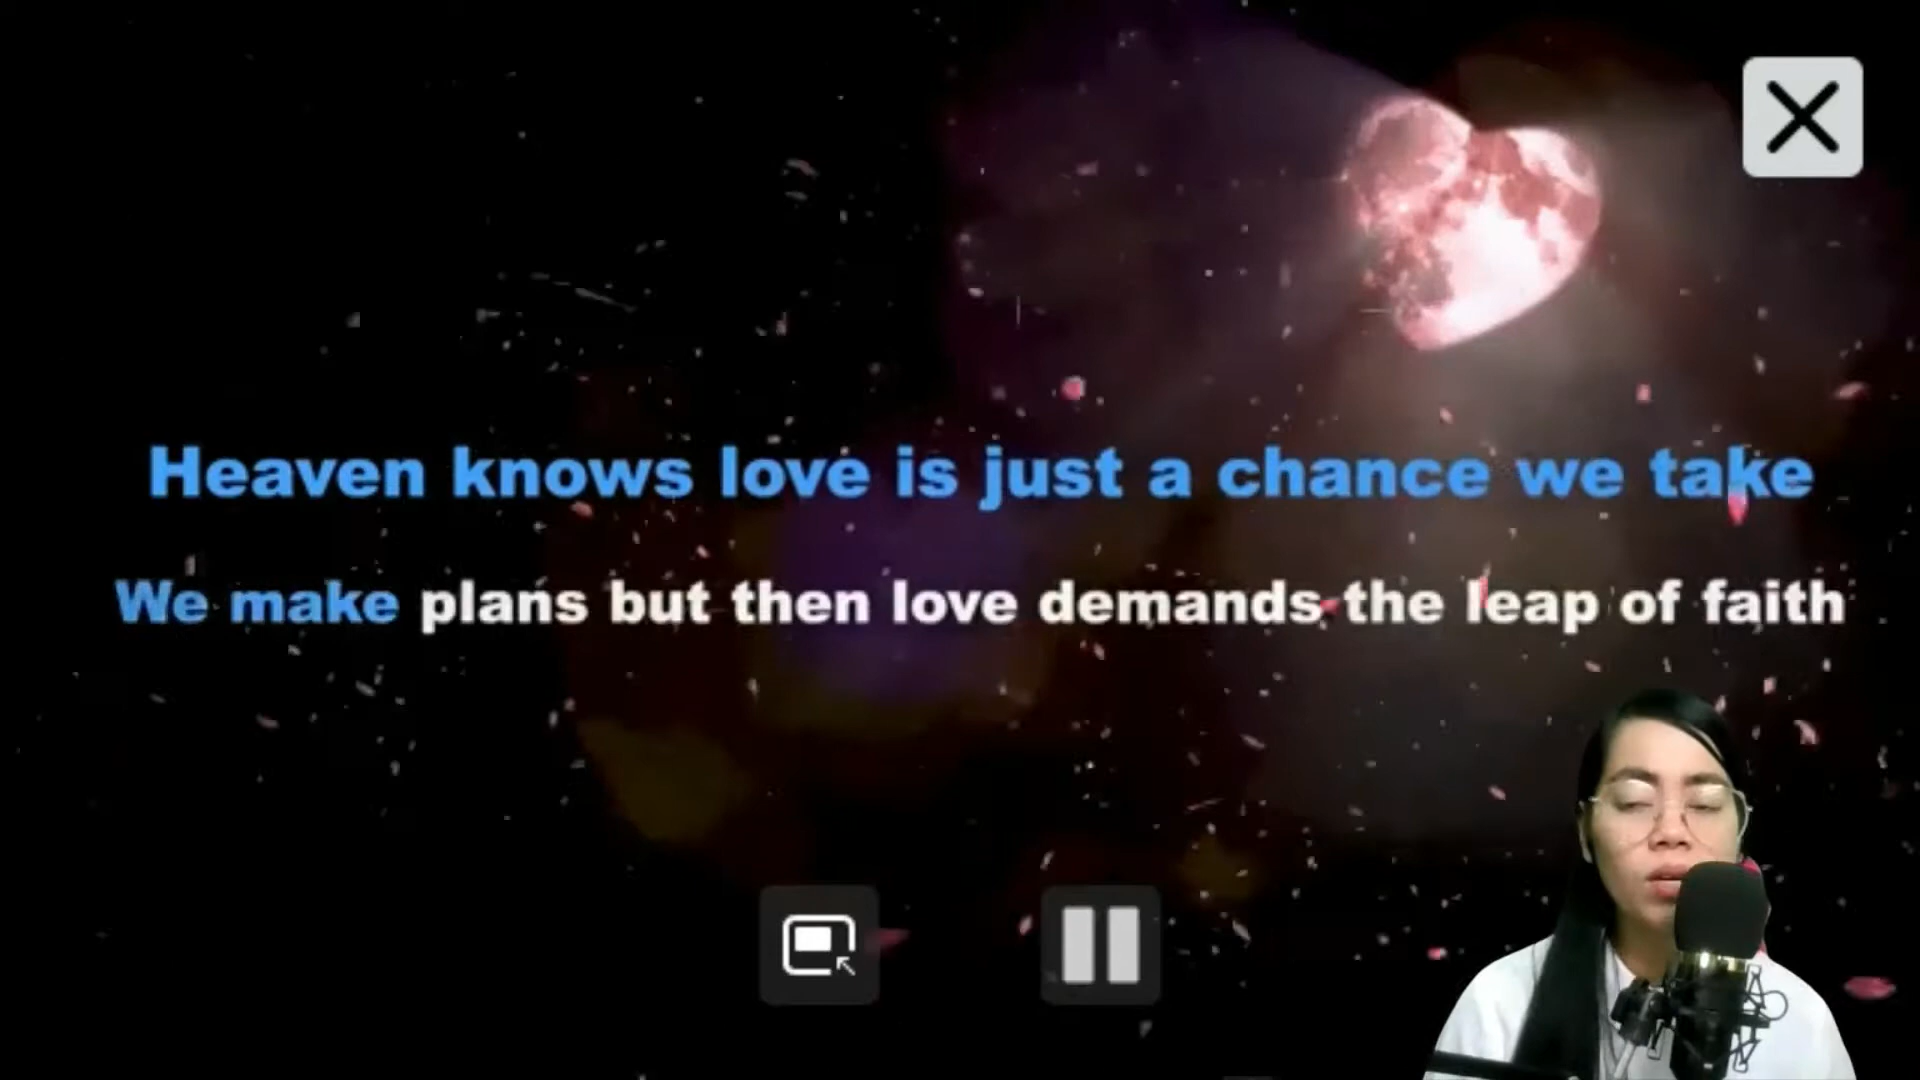 Heaven knows love is just a chance we take
We make plans but then love demands the leap of faith